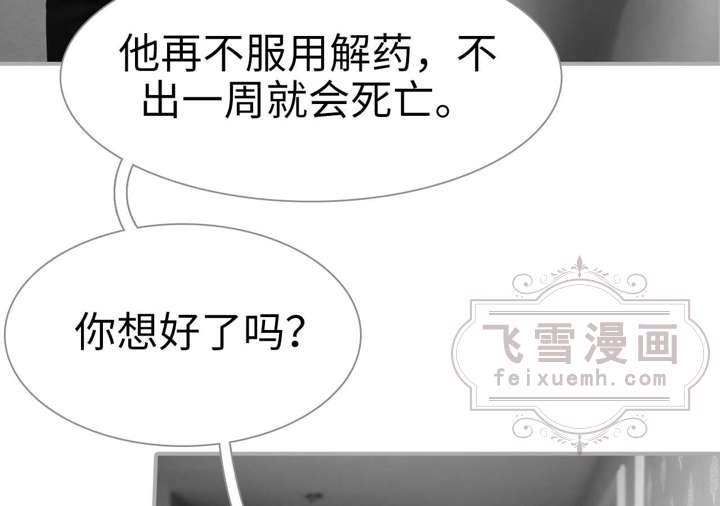 他再不服用解药，不
出一周就会死亡。
你想好了吗？
飞雪漫画
feixuemh.com